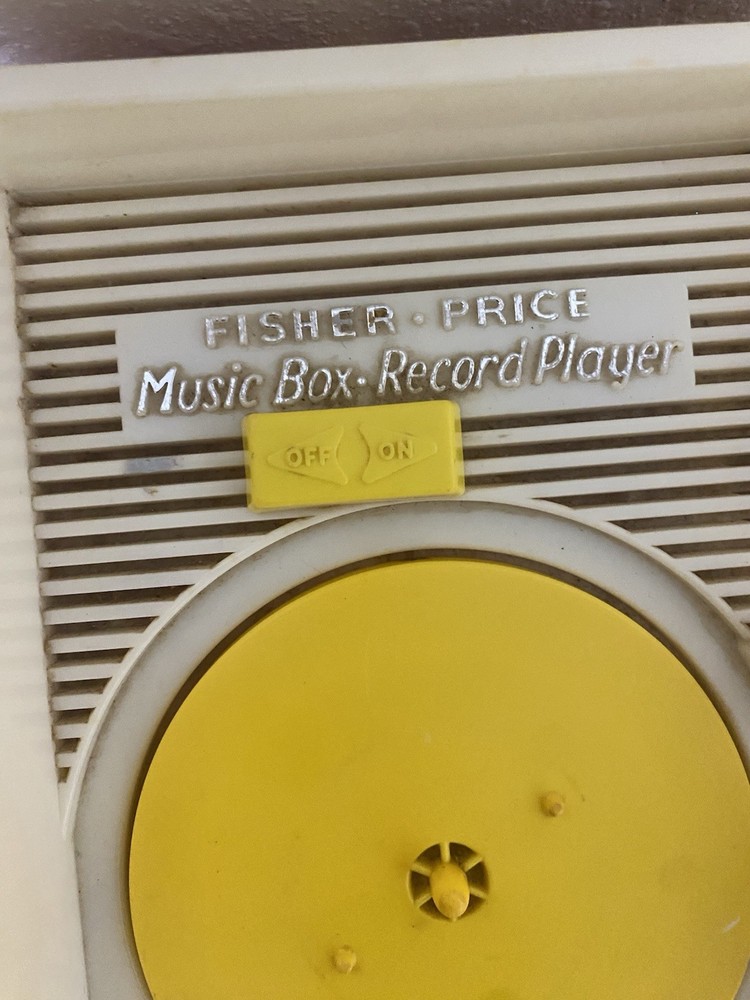 FISHER • PRICE
Music Box • Record Player
OFF ON